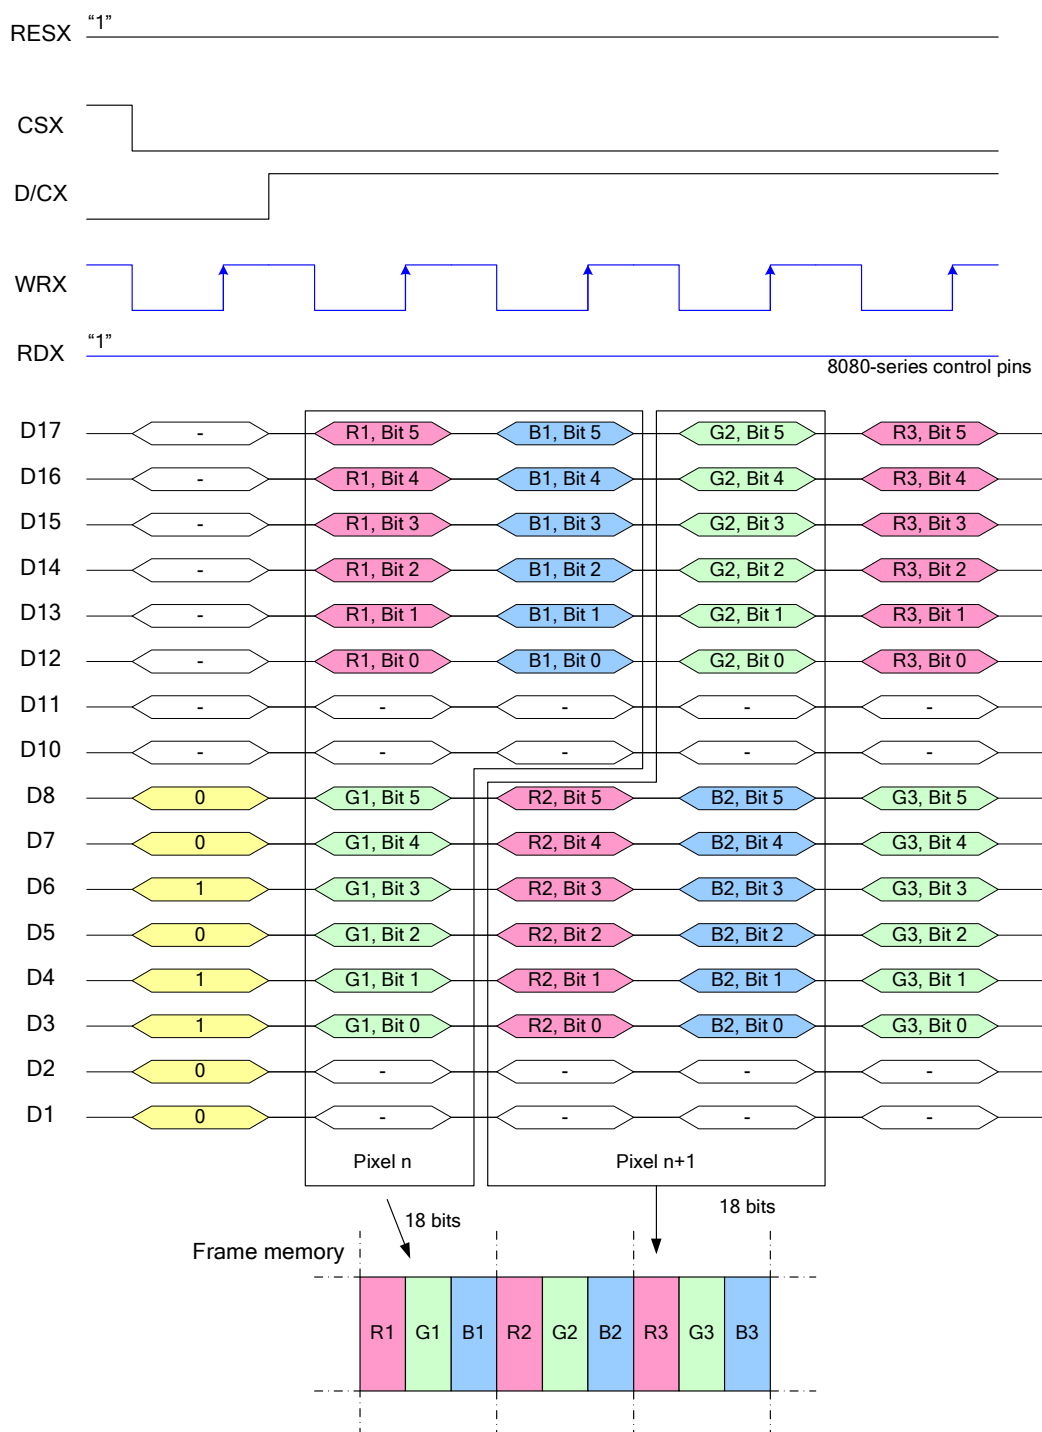 RESX “1”
CSX
D/CX
WRX
RDX “1”
8080-series control pins
D17 - R1, Bit 5 B1, Bit 5 G2, Bit 5 R3, Bit 5
D16 - R1, Bit 4 B1, Bit 4 G2, Bit 4 R3, Bit 4
D15 - R1, Bit 3 B1, Bit 3 G2, Bit 3 R3, Bit 3
D14 - R1, Bit 2 B1, Bit 2 G2, Bit 2 R3, Bit 2
D13 - R1, Bit 1 B1, Bit 1 G2, Bit 1 R3, Bit 1
D12 - R1, Bit 0 B1, Bit 0 G2, Bit 0 R3, Bit 0
D11 - - - - -
D10 - - - - -
D8 0 G1, Bit 5 R2, Bit 5 B2, Bit 5 G3, Bit 5
D7 0 G1, Bit 4 R2, Bit 4 B2, Bit 4 G3, Bit 4
D6 1 G1, Bit 3 R2, Bit 3 B2, Bit 3 G3, Bit 3
D5 0 G1, Bit 2 R2, Bit 2 B2, Bit 2 G3, Bit 2
D4 1 G1, Bit 1 R2, Bit 1 B2, Bit 1 G3, Bit 1
D3 1 G1, Bit 0 R2, Bit 0 B2, Bit 0 G3, Bit 0
D2 0 - - - -
D1 0 - - - -
Pixel n Pixel n+1
18 bits 18 bits
Frame memory
R1 G1 B1 R2 G2 B2 R3 G3 B3